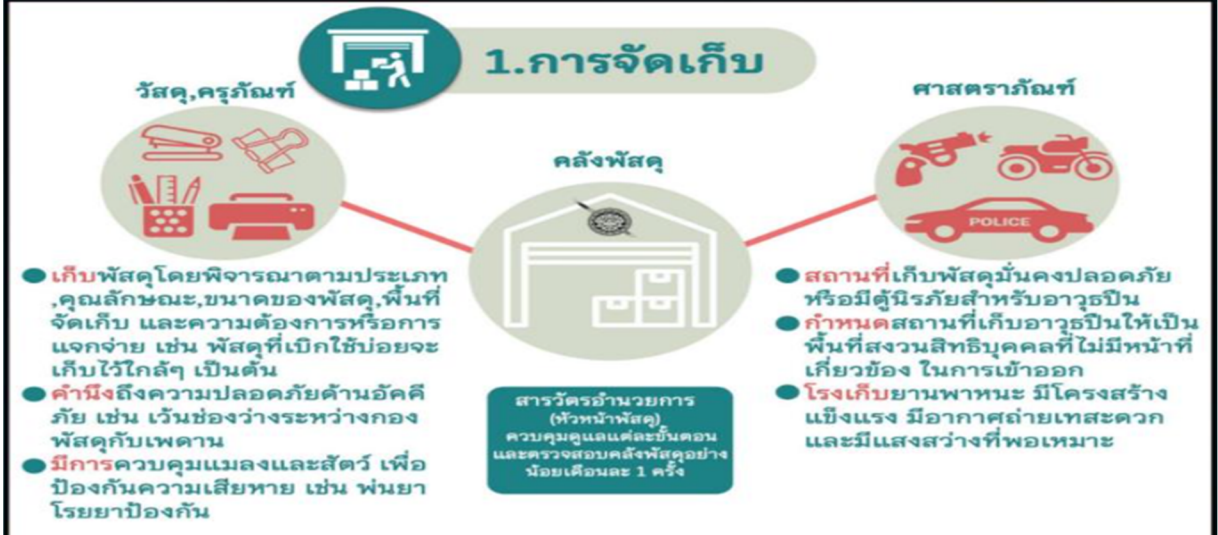 1.การจัดเก็บ
วัสดุ,ครุภัณฑ์
เก็บพัสดุโดยพิจารณาตามประเภท
,คุณลักษณะ,ขนาดของพัสดุ,พื้นที่
จัดเก็บ และความต้องการหรือการ
แจกจ่าย เช่น พัสดุที่เบิกใช้บ่อยจะ
เก็บไว้ใกล้ๆ เป็นต้น
คำนึงถึงความปลอดภัยด้านอัคคี
ภัย เช่น เว้นช่องว่างระหว่างกอง
พัสดุกับเพดาน
มีการควบคุมแมลงและสัตว์ เพื่อ
ป้องกันความเสียหาย เช่น พ่นยา
โรยยาป้องกัน
คลังพัสดุ
สารวัตรอำนวยการ
(หัวหน้าพัสดุ)
ควบคุมดูแลแต่ละขั้นตอน
และตรวจสอบคลังพัสดุอย่าง
น้อยเดือนละ 1 ครั้ง
ศาสตราภัณฑ์
POLICE
สถานที่เก็บพัสดุมั่นคงปลอดภัย
หรือมีตู้นิรภัยสำหรับอาวุธปืน
กำหนดสถานที่เก็บอาวุธปืนให้เป็น
พื้นที่สงวนสิทธิบุคคลที่ไม่มีหน้าที่
เกี่ยวข้อง ในการเข้าออก
โรงเก็บยานพาหนะ มีโครงสร้าง
แข็งแรง มีอากาศถ่ายเทสะดวก
และมีแสงสว่างที่พอเหมาะ